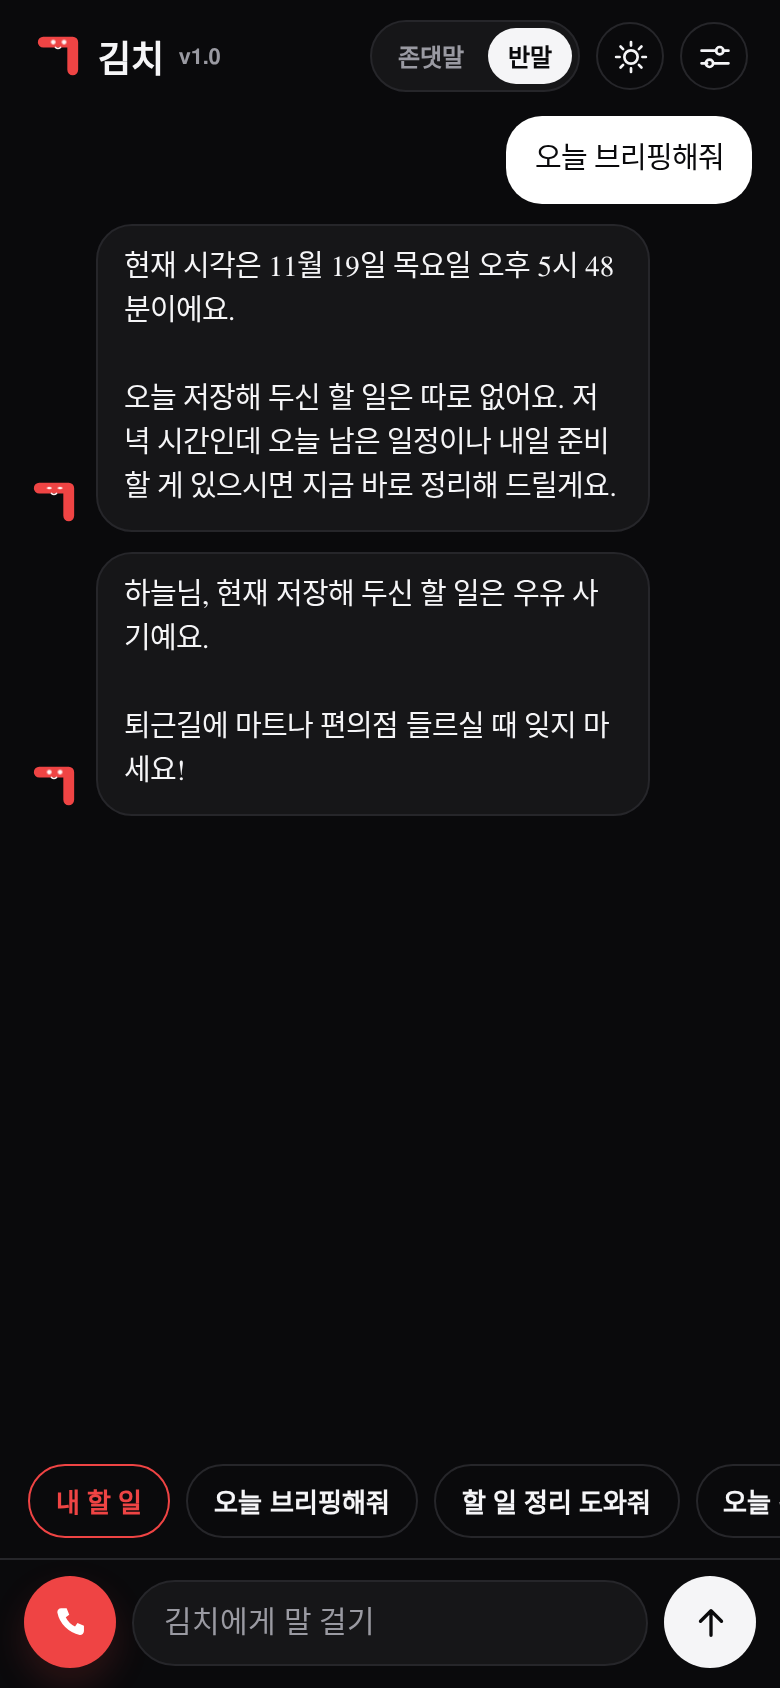 김치 v1.0
존댓말 반말
오늘 브리핑해줘
현재 시각은 11월 19일 목요일 오후 5시 48
분이에요.
오늘 저장해 두신 할 일은 따로 없어요. 저
녁 시간인데 오늘 남은 일정이나 내일 준비
할 게 있으시면 지금 바로 정리해 드릴게요.
하늘님, 현재 저장해 두신 할 일은 우유 사
기예요.
퇴근길에 마트나 편의점 들르실 때 잊지 마
세요!
내 할 일 오늘 브리핑해줘 할 일 정리 도와줘 오늘
김치에게 말 걸기